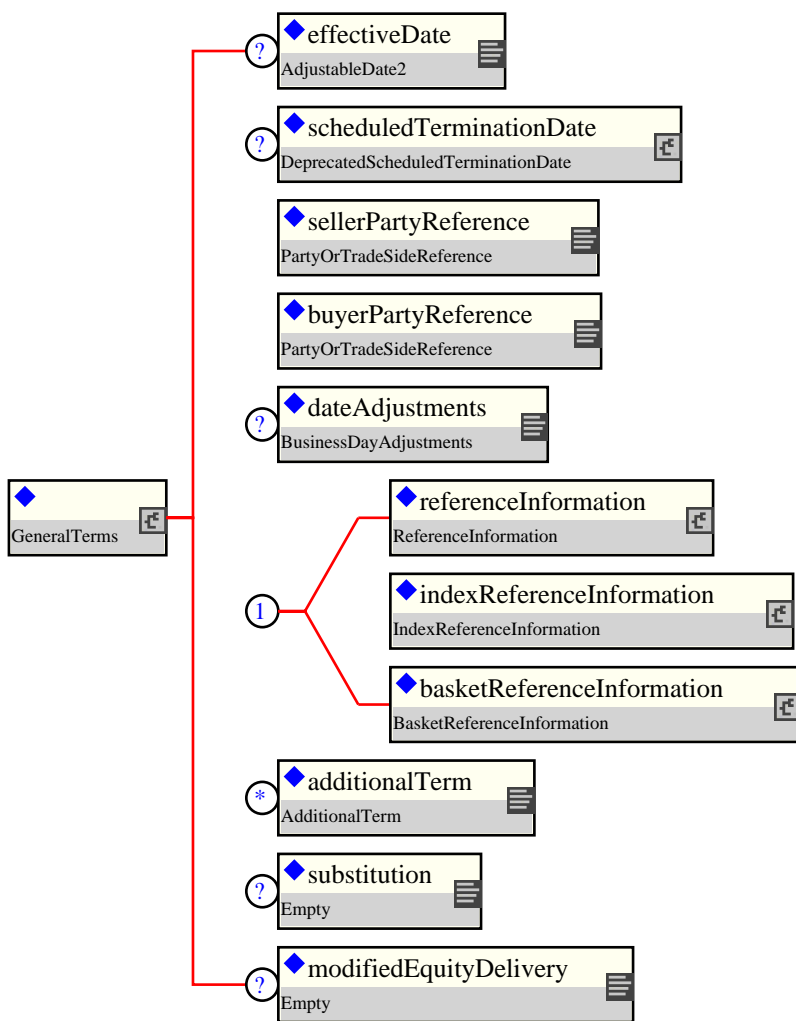 effectiveDate
?
AdjustableDate2
scheduledTerminationDate
?
DeprecatedScheduledTerminationDate
sellerPartyReference
PartyOrTradeSideReference
buyerPartyReference
PartyOrTradeSideReference
dateAdjustments
?
BusinessDayAdjustments
GeneralTerms
referenceInformation
ReferenceInformation
1
indexReferenceInformation
IndexReferenceInformation
basketReferenceInformation
BasketReferenceInformation
additionalTerm
*
AdditionalTerm
substitution
?
Empty
modifiedEquityDelivery
?
Empty